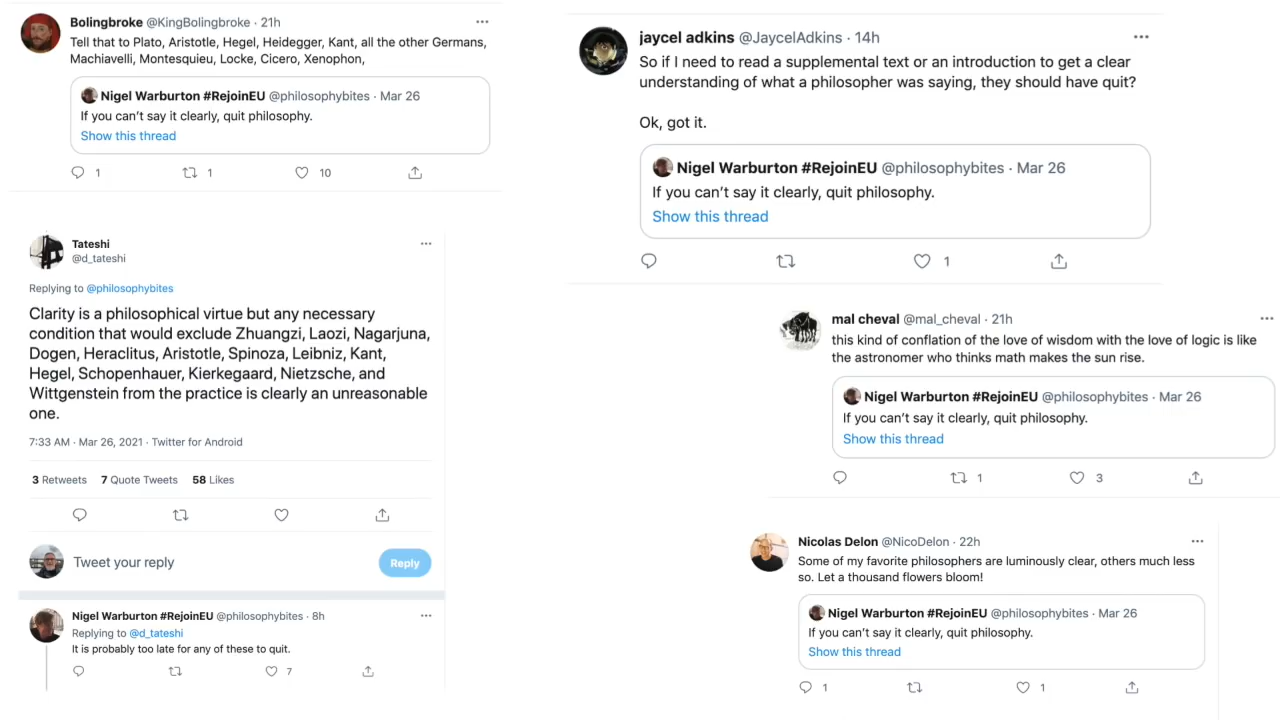 Bolingbroke @KingBolingbroke · 21h
Tell that to Plato, Aristotle, Hegel, Heidegger, Kant, all the other Germans,
Machiavelli, Montesquieu, Locke, Cicero, Xenophon,
Nigel Warburton #RejoinEU @philosophybites · Mar 26
If you can't say it clearly, quit philosophy.
Show this thread
1 1 10
Tateshi
@d_tateshi
Replying to @philosophybites
Clarity is a philosophical virtue but any necessary
condition that would exclude Zhuangzi, Laozi, Nagarjuna,
Dogen, Heraclitus, Aristotle, Spinoza, Leibniz, Kant,
Hegel, Schopenhauer, Kierkegaard, Nietzsche, and
Wittgenstein from the practice is clearly an unreasonable
one.
7:33 AM · Mar 26, 2021 · Twitter for Android
3 Retweets 7 Quote Tweets 58 Likes
Tweet your reply
Reply
Nigel Warburton #RejoinEU @philosophybites · 8h
Replying to @d_tateshi
It is probably too late for any of these to quit.
7
jaycel adkins @JaycelAdkins · 14h
So if I need to read a supplemental text or an introduction to get a clear
understanding of what a philosopher was saying, they should have quit?
Ok, got it.
Nigel Warburton #RejoinEU @philosophybites · Mar 26
If you can't say it clearly, quit philosophy.
Show this thread
1
mal cheval @mal_cheval · 21h
this kind of conflation of the love of wisdom with the love of logic is like
the astronomer who thinks math makes the sun rise.
Nigel Warburton #RejoinEU @philosophybites · Mar 26
If you can't say it clearly, quit philosophy.
Show this thread
1 3
Nicolas Delon @NicoDelon · 22h
Some of my favorite philosophers are luminously clear, others much less
so. Let a thousand flowers bloom!
Nigel Warburton #RejoinEU @philosophybites · Mar 26
If you can't say it clearly, quit philosophy.
Show this thread
1 1